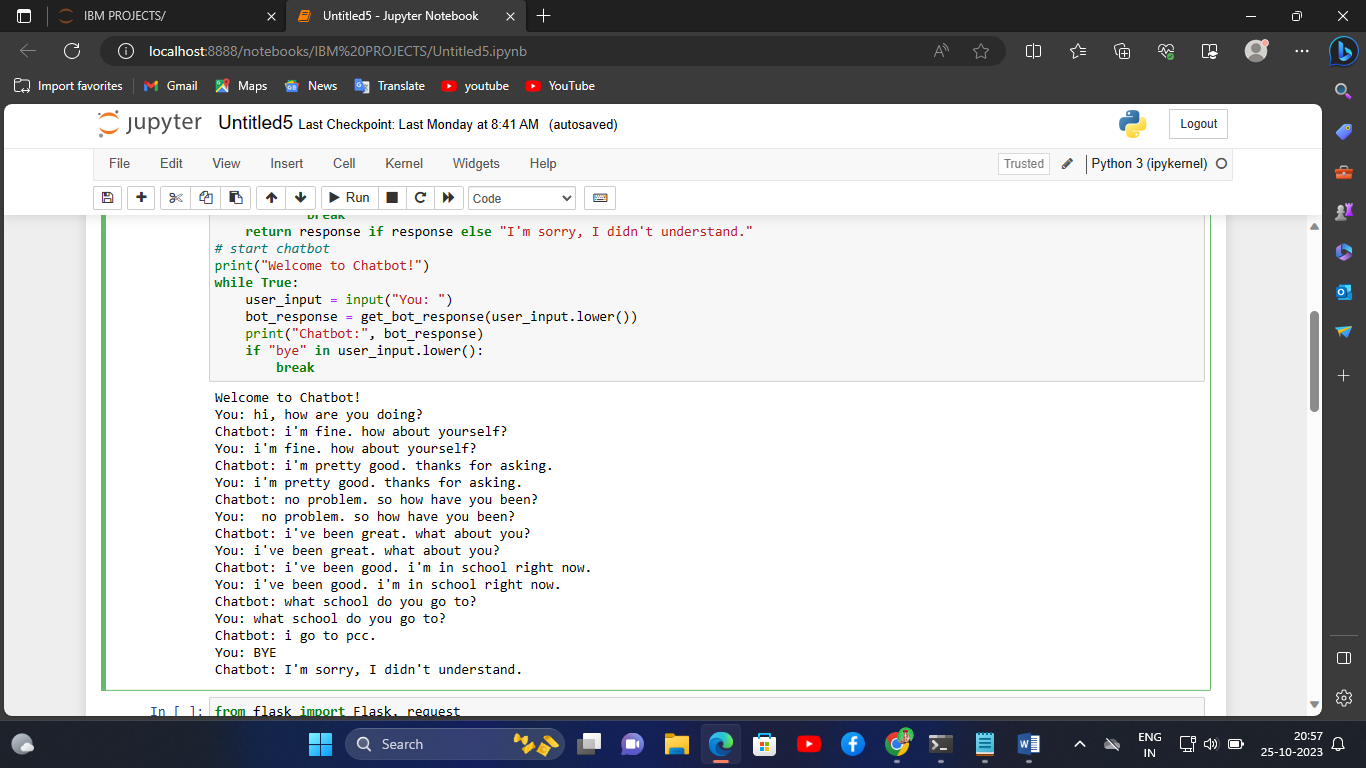 IBM PROJECTS/
Untitled5 - Jupyter Notebook
localhost:8888/notebooks/IBM%20PROJECTS/Untitled5.ipynb
Import favorites Gmail Maps News Translate youtube YouTube
jupyter Untitled5 Last Checkpoint: Last Monday at 8:41 AM (autosaved) Logout
File Edit View Insert Cell Kernel Widgets Help Trusted Python 3 (ipykernel)
Run Code
break
return response if response else "I'm sorry, I didn't understand."
# start chatbot
print("Welcome to Chatbot!")
while True:
user_input = input("You: ")
bot_response = get_bot_response(user_input.lower())
print("Chatbot:", bot_response)
if "bye" in user_input.lower():
break
Welcome to Chatbot!
You: hi, how are you doing?
Chatbot: i'm fine. how about yourself?
You: i'm fine. how about yourself?
Chatbot: i'm pretty good. thanks for asking.
You: i'm pretty good. thanks for asking.
Chatbot: no problem. so how have you been?
You:  no problem. so how have you been?
Chatbot: i've been great. what about you?
You: i've been great. what about you?
Chatbot: i've been good. i'm in school right now.
You: i've been good. i'm in school right now.
Chatbot: what school do you go to?
You: what school do you go to?
Chatbot: i go to pcc.
You: BYE
Chatbot: I'm sorry, I didn't understand.
In [ ]: from flask import Flask, request
Search
ENG
IN
20:57
25-10-2023